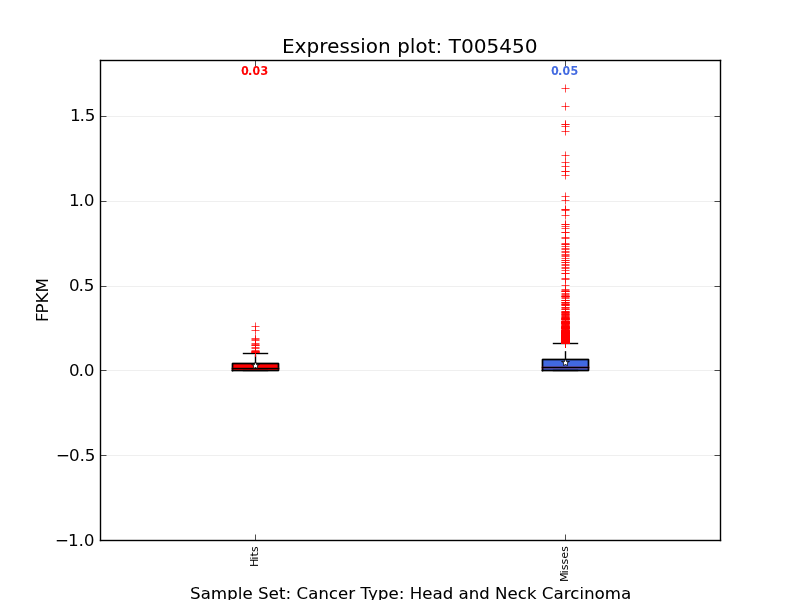 Expression plot: T005450
0.03
0.05
1.5
1.0
0.5
0.0
−0.5
−1.0
FPKM
Hits
Misses
Sample Set: Cancer Type: Head and Neck Carcinoma